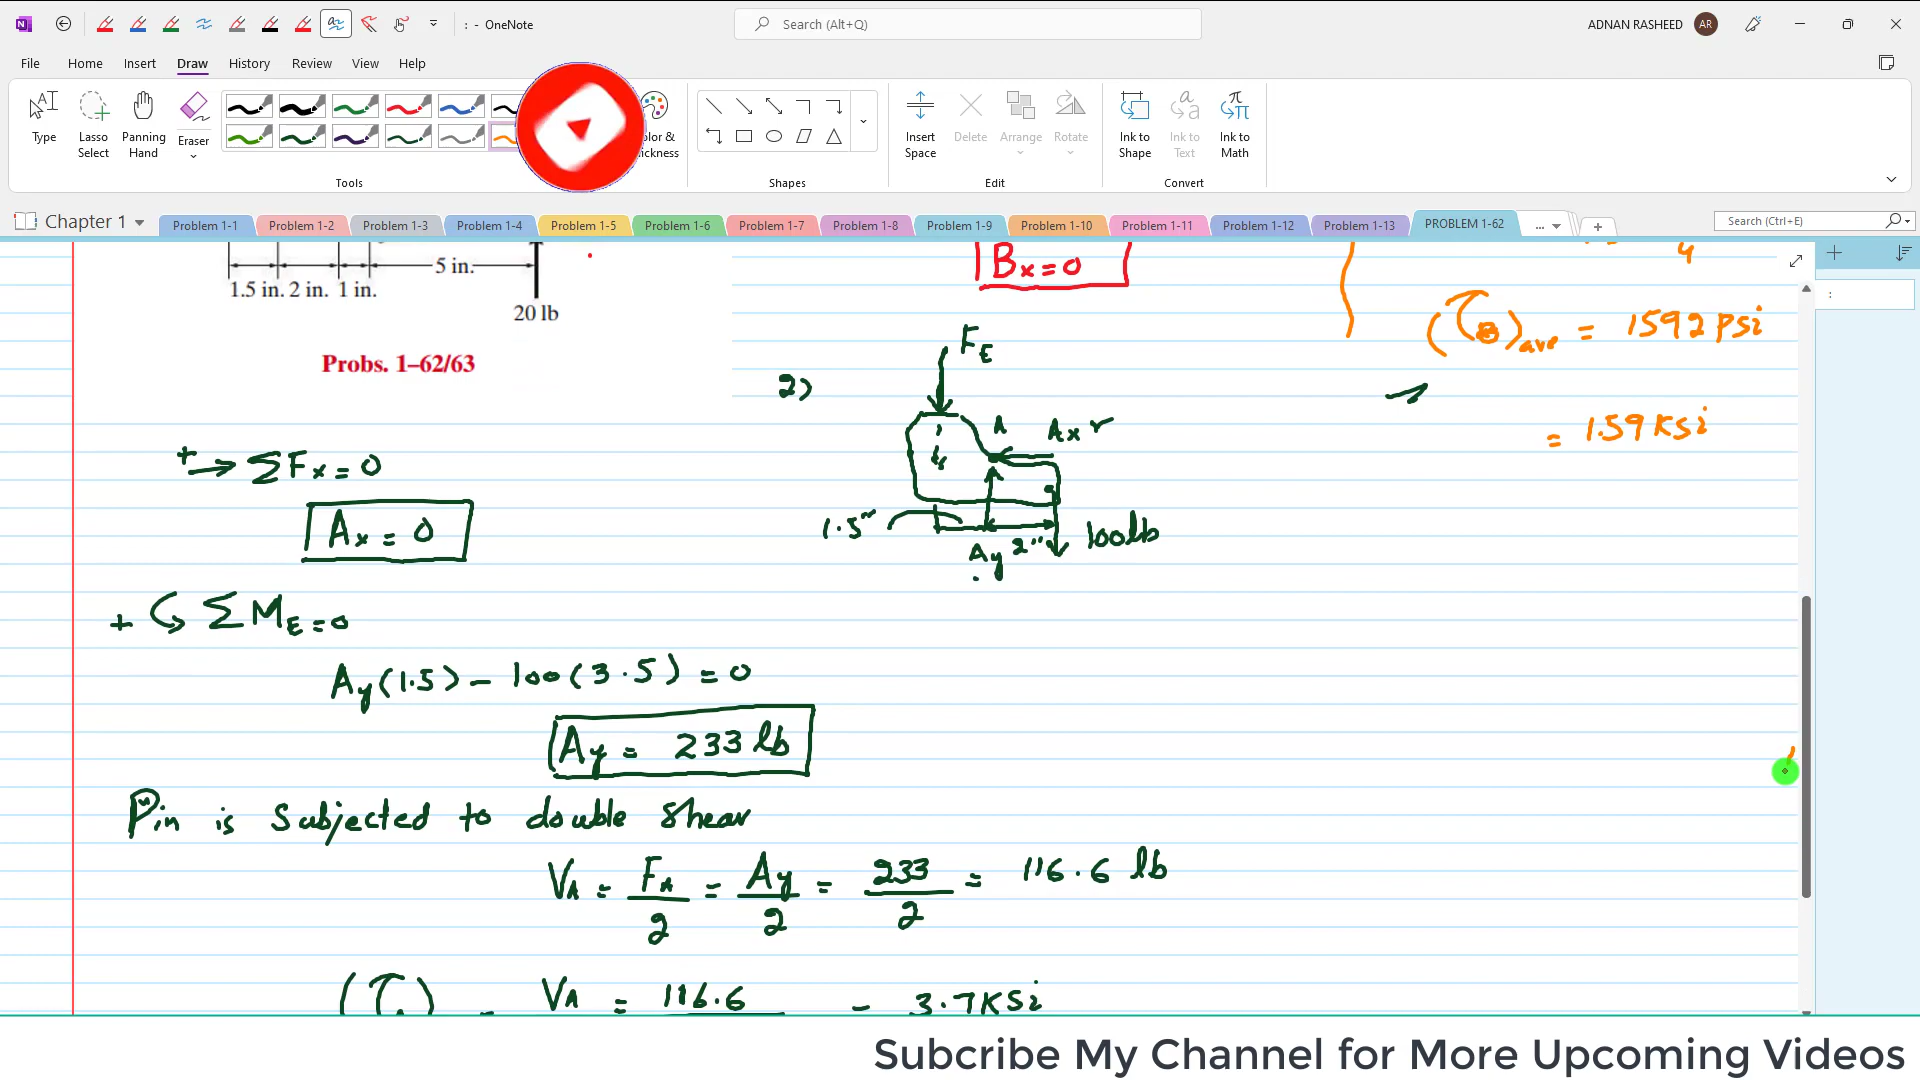 - OneNote
Search (Alt+Q)
ADNAN RASHEED
AR
File Home Insert Draw History Review View Help
Type
Lasso Select
Panning Hand
Eraser
Tools
Shapes
Insert Space
Delete
Arrange
Rotate
Edit
Ink to Shape
Ink to Text
Ink to Math
Convert
Chapter 1
Problem 1-1 Problem 1-2 Problem 1-3 Problem 1-4 Problem 1-5 Problem 1-6 Problem 1-7 Problem 1-8 Problem 1-9 Problem 1-10 Problem 1-11 Problem 1-12 Problem 1-13 PROBLEM 1-62 ...
Search (Ctrl+E)
5 in.
1.5 in. 2 in. 1 in.
20 lb
Probs. 1–62/63
Bx = 0
4
(τB)ave = 1592 Psi
= 1.59 KSi
2)
FE
A
Ax
1.5"
Ay
2"
100lb
+ → ΣFx = 0
Ax = 0
+ ΣME = 0
Ay(1.5) - 100(3.5) = 0
Ay = 233 lb
Pin is Subjected to double Shear
VA = FA/2 = Ay/2 = 233/2 = 116.6 lb
VA = 116.6
3.7KSi
Subcribe My Channel for More Upcoming Videos